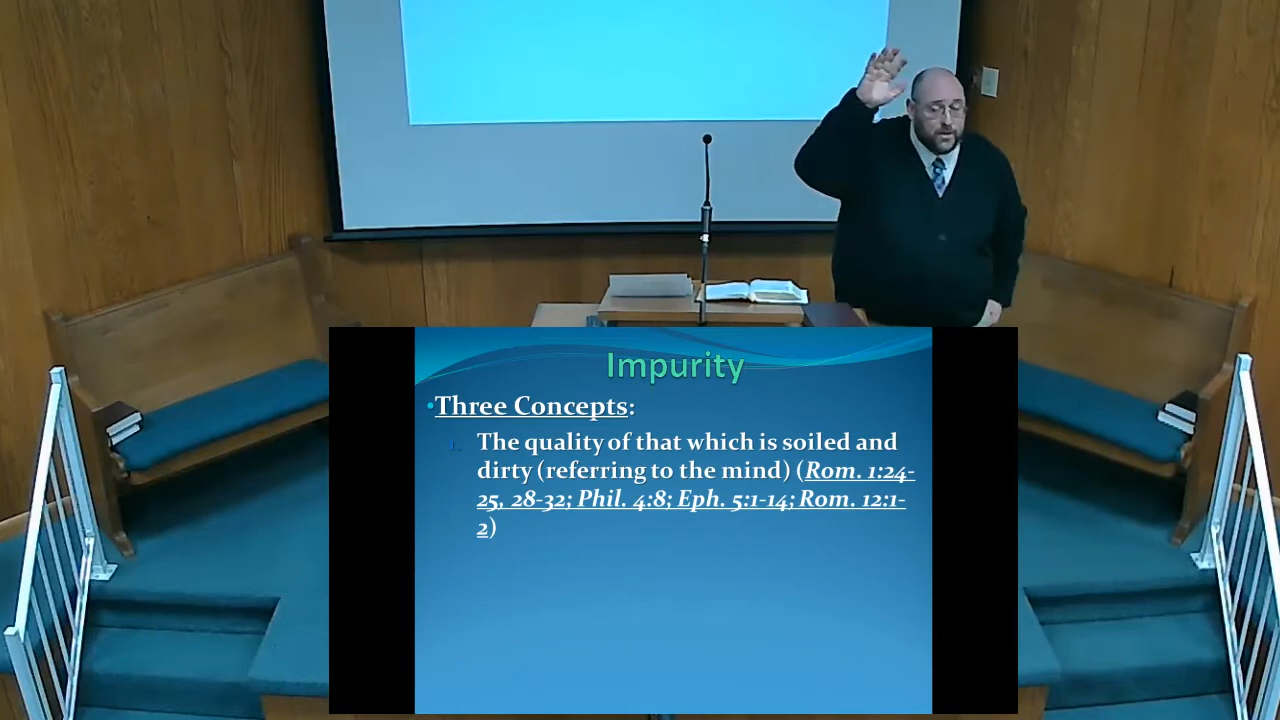 Impurity
•Three Concepts:
1. The quality of that which is soiled and
dirty (referring to the mind) (Rom. 1:24-
25, 28-32; Phil. 4:8; Eph. 5:1-14; Rom. 12:1-
2)